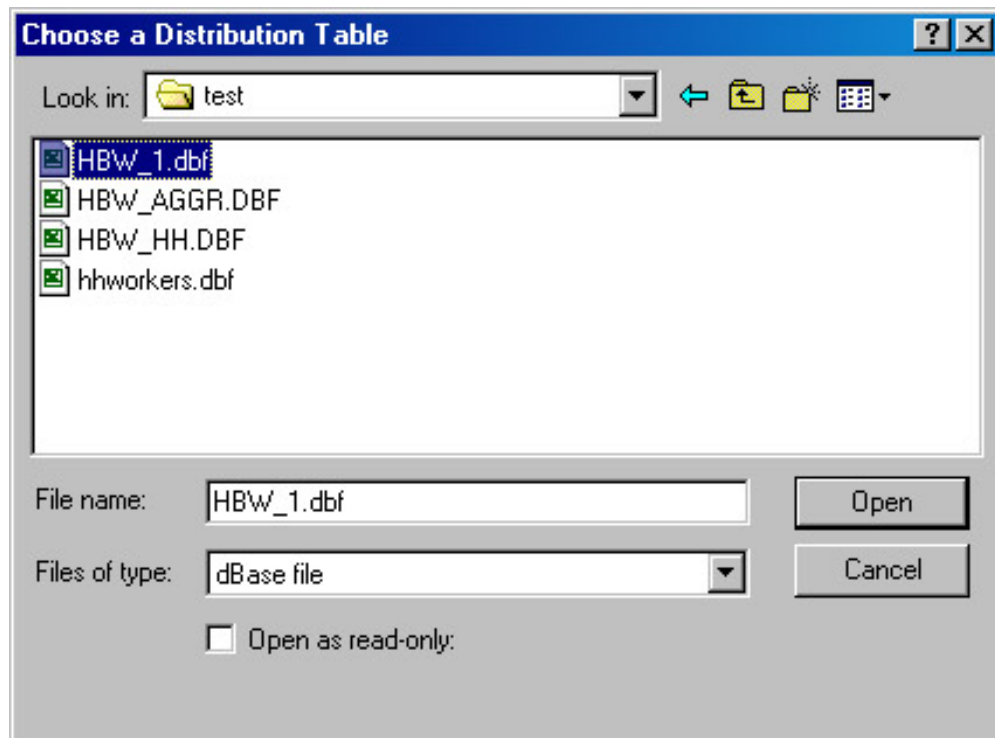 Choose a Distribution Table
Look in: test
HBW_1.dbf
HBW_AGGR.DBF
HBW_HH.DBF
hhworkers.dbf
File name: HBW_1.dbf Open
Files of type: dBase file Cancel
Open as read-only: